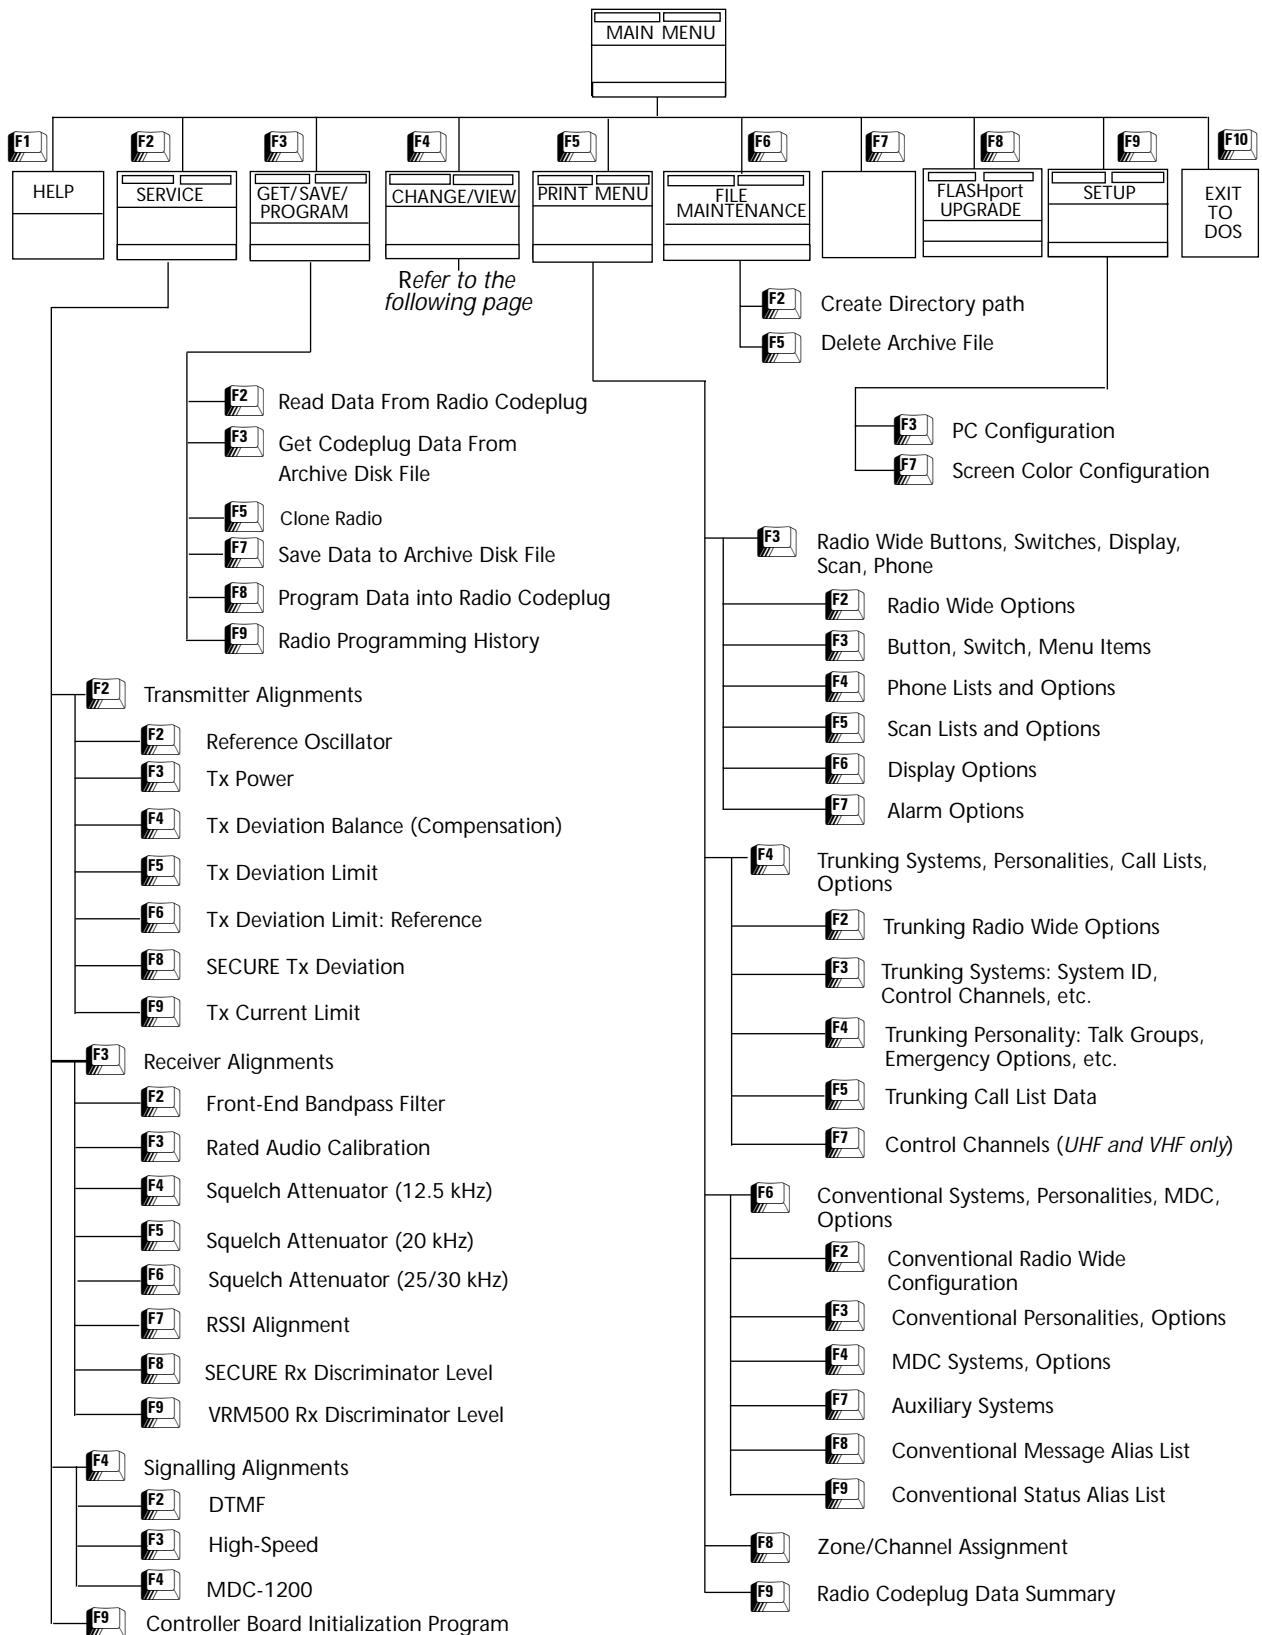 MAIN MENU
F1
F2
F3
F4
F5
F6
F7
F8
F9
F10
HELP
SERVICE
GET/SAVE/
PROGRAM
CHANGE/VIEW
PRINT MENU
FILE
MAINTENANCE
FLASHport
UPGRADE
SETUP
EXIT
TO
DOS
Refer to the
following page
F2 Create Directory path
F5 Delete Archive File
F2 Read Data From Radio Codeplug
F3 Get Codeplug Data From
Archive Disk File
F5 Clone Radio
F7 Save Data to Archive Disk File
F8 Program Data into Radio Codeplug
F9 Radio Programming History
F3 PC Configuration
F7 Screen Color Configuration
F2 Transmitter Alignments
F2 Reference Oscillator
F3 Tx Power
F4 Tx Deviation Balance (Compensation)
F5 Tx Deviation Limit
F6 Tx Deviation Limit: Reference
F8 SECURE Tx Deviation
F9 Tx Current Limit
F3 Receiver Alignments
F2 Front-End Bandpass Filter
F3 Rated Audio Calibration
F4 Squelch Attenuator (12.5 kHz)
F5 Squelch Attenuator (20 kHz)
F6 Squelch Attenuator (25/30 kHz)
F7 RSSI Alignment
F8 SECURE Rx Discriminator Level
F9 VRM500 Rx Discriminator Level
F4 Signalling Alignments
F2 DTMF
F3 High-Speed
F4 MDC-1200
F9 Controller Board Initialization Program
F3 Radio Wide Buttons, Switches, Display,
Scan, Phone
F2 Radio Wide Options
F3 Button, Switch, Menu Items
F4 Phone Lists and Options
F5 Scan Lists and Options
F6 Display Options
F7 Alarm Options
F4 Trunking Systems, Personalities, Call Lists,
Options
F2 Trunking Radio Wide Options
F3 Trunking Systems: System ID,
Control Channels, etc.
F4 Trunking Personality: Talk Groups,
Emergency Options, etc.
F5 Trunking Call List Data
F7 Control Channels (UHF and VHF only)
F6 Conventional Systems, Personalities, MDC,
Options
F2 Conventional Radio Wide
Configuration
F3 Conventional Personalities, Options
F4 MDC Systems, Options
F7 Auxiliary Systems
F8 Conventional Message Alias List
F9 Conventional Status Alias List
F8 Zone/Channel Assignment
F9 Radio Codeplug Data Summary